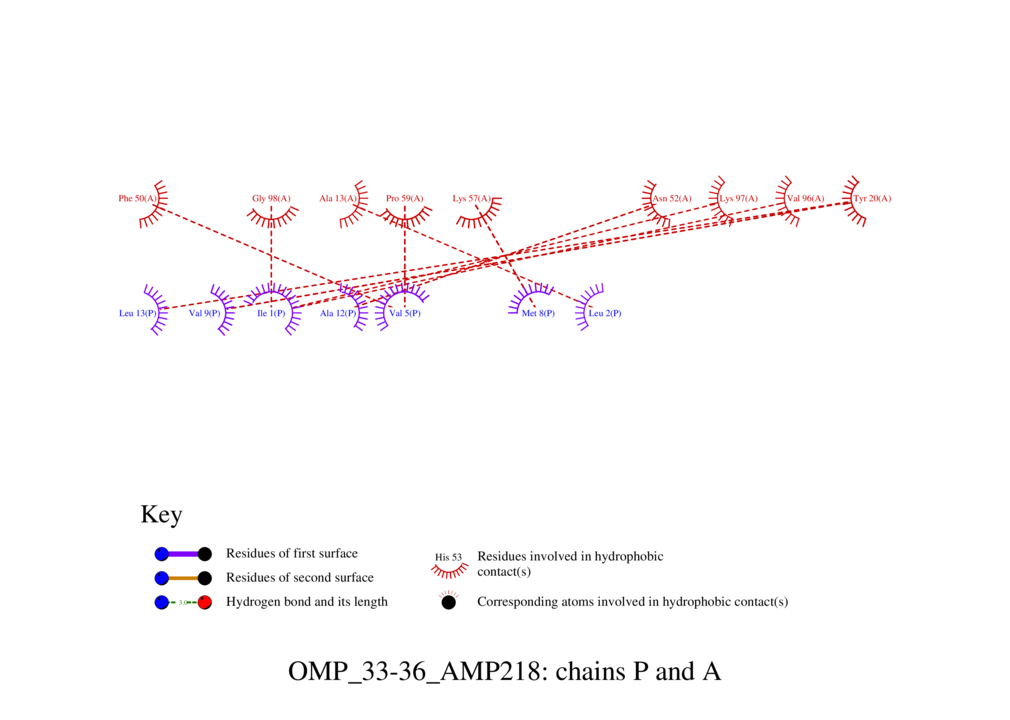 Phe 50(A) Gly 98(A) Ala 13(A) Pro 59(A) Lys 57(A) Asn 52(A) Lys 97(A) Val 96(A) Tyr 20(A)
Leu 13(P) Val 9(P) Ile 1(P) Ala 12(P) Val 5(P) Met 8(P) Leu 2(P)
Key
Residues of first surface
Residues of second surface
3.0
Hydrogen bond and its length
His 53
Residues involved in hydrophobic
contact(s)
Corresponding atoms involved in hydrophobic contact(s)
OMP_33-36_AMP218: chains P and A